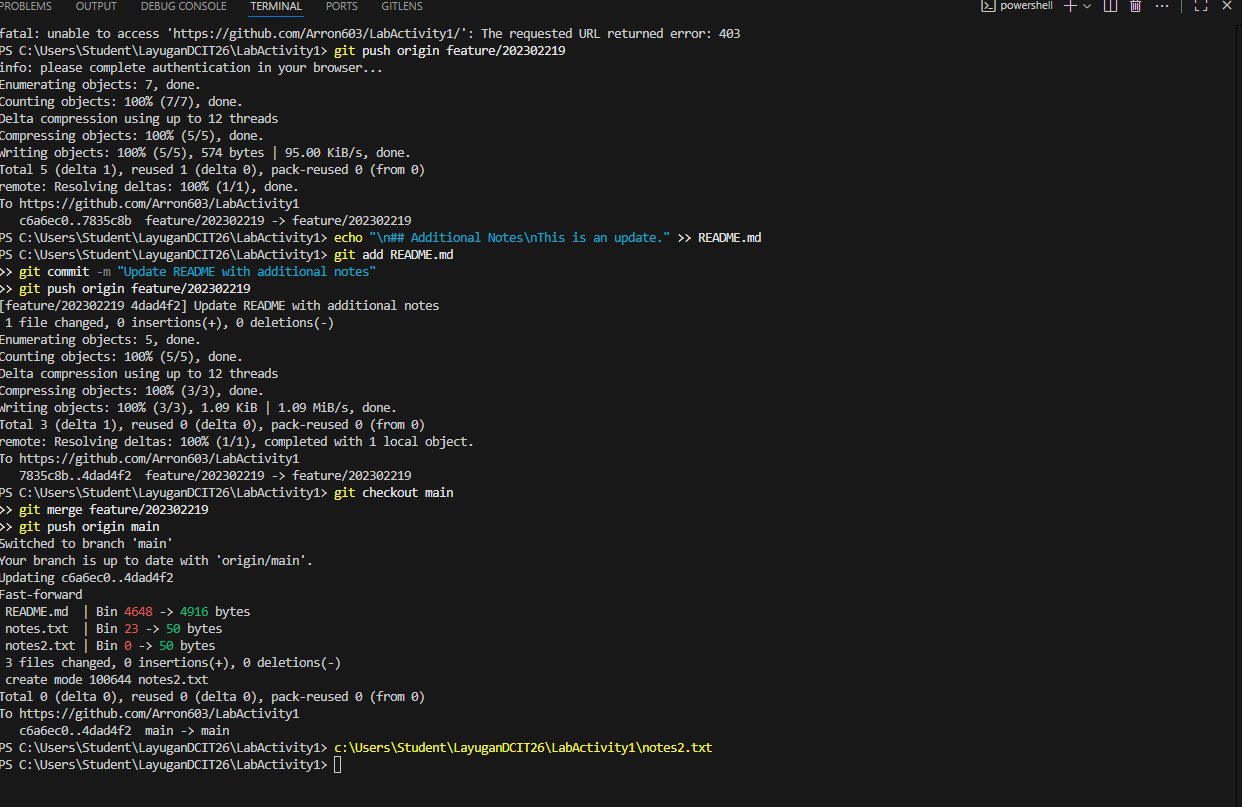 PROBLEMS OUTPUT DEBUG CONSOLE TERMINAL PORTS GITLENS powershell
fatal: unable to access 'https://github.com/Arron603/LabActivity1/': The requested URL returned error: 403
PS C:\Users\Student\LayuganDCIT26\LabActivity1> git push origin feature/202302219
info: please complete authentication in your browser...
Enumerating objects: 7, done.
Counting objects: 100% (7/7), done.
Delta compression using up to 12 threads
Compressing objects: 100% (5/5), done.
Writing objects: 100% (5/5), 574 bytes | 95.00 KiB/s, done.
Total 5 (delta 1), reused 1 (delta 0), pack-reused 0 (from 0)
remote: Resolving deltas: 100% (1/1), done.
To https://github.com/Arron603/LabActivity1
   c6a6ec0..7835c8b  feature/202302219 -> feature/202302219
PS C:\Users\Student\LayuganDCIT26\LabActivity1> echo "\n## Additional Notes\nThis is an update." >> README.md
PS C:\Users\Student\LayuganDCIT26\LabActivity1> git add README.md
>> git commit -m "Update README with additional notes"
>> git push origin feature/202302219
[feature/202302219 4dad4f2] Update README with additional notes
 1 file changed, 0 insertions(+), 0 deletions(-)
Enumerating objects: 5, done.
Counting objects: 100% (5/5), done.
Delta compression using up to 12 threads
Compressing objects: 100% (3/3), done.
Writing objects: 100% (3/3), 1.09 KiB | 1.09 MiB/s, done.
Total 3 (delta 1), reused 0 (delta 0), pack-reused 0 (from 0)
remote: Resolving deltas: 100% (1/1), completed with 1 local object.
To https://github.com/Arron603/LabActivity1
   7835c8b..4dad4f2  feature/202302219 -> feature/202302219
PS C:\Users\Student\LayuganDCIT26\LabActivity1> git checkout main
>> git merge feature/202302219
>> git push origin main
Switched to branch 'main'
Your branch is up to date with 'origin/main'.
Updating c6a6ec0..4dad4f2
Fast-forward
 README.md  | Bin 4648 -> 4916 bytes
 notes.txt  | Bin 23 -> 50 bytes
 notes2.txt | Bin 0 -> 50 bytes
 3 files changed, 0 insertions(+), 0 deletions(-)
 create mode 100644 notes2.txt
Total 0 (delta 0), reused 0 (delta 0), pack-reused 0 (from 0)
To https://github.com/Arron603/LabActivity1
   c6a6ec0..4dad4f2  main -> main
PS C:\Users\Student\LayuganDCIT26\LabActivity1> c:\Users\Student\LayuganDCIT26\LabActivity1\notes2.txt
PS C:\Users\Student\LayuganDCIT26\LabActivity1>